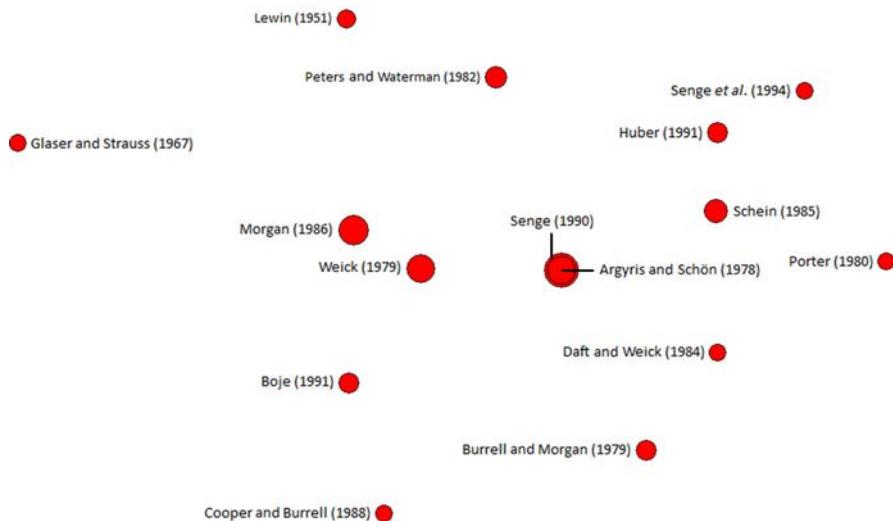 Lewin (1951)
Peters and Waterman (1982)
Senge et al. (1994)
Huber (1991)
Glaser and Strauss (1967)
Schein (1985)
Senge (1990)
Morgan (1986)
Porter (1980)
Weick (1979)
Argyris and Schön (1978)
Daft and Weick (1984)
Boje (1991)
Burrell and Morgan (1979)
Cooper and Burrell (1988)